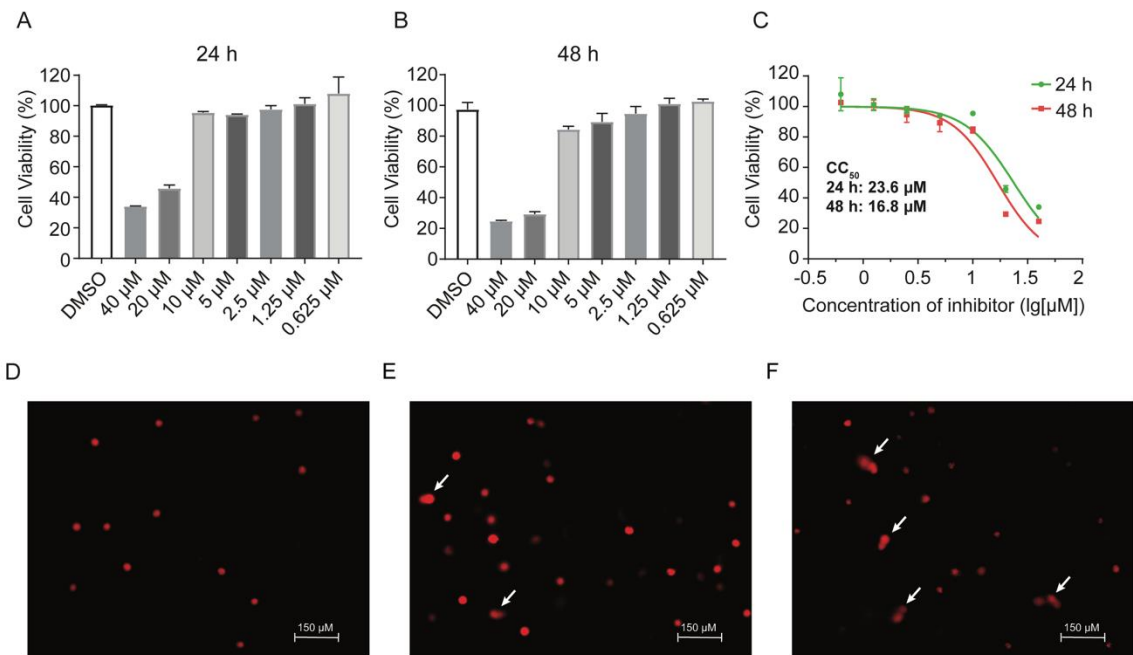 A
24 h
Cell Viability (%)
120
100
80
60
40
20
0
DMSO
40 μM
20 μM
10 μM
5 μM
2.5 μM
1.25 μM
0.625 μM
B
48 h
Cell Viability (%)
120
100
80
60
40
20
0
DMSO
40 μM
20 μM
10 μM
5 μM
2.5 μM
1.25 μM
0.625 μM
C
Cell Viability (%)
120
100
80
60
40
20
0
24 h
48 h
CC50
24 h: 23.6 μM
48 h: 16.8 μM
-0.5 0 0.5 1 1.5 2
Concentration of inhibitor (lg[μM])
D
150 μM
E
150 μM
F
150 μM